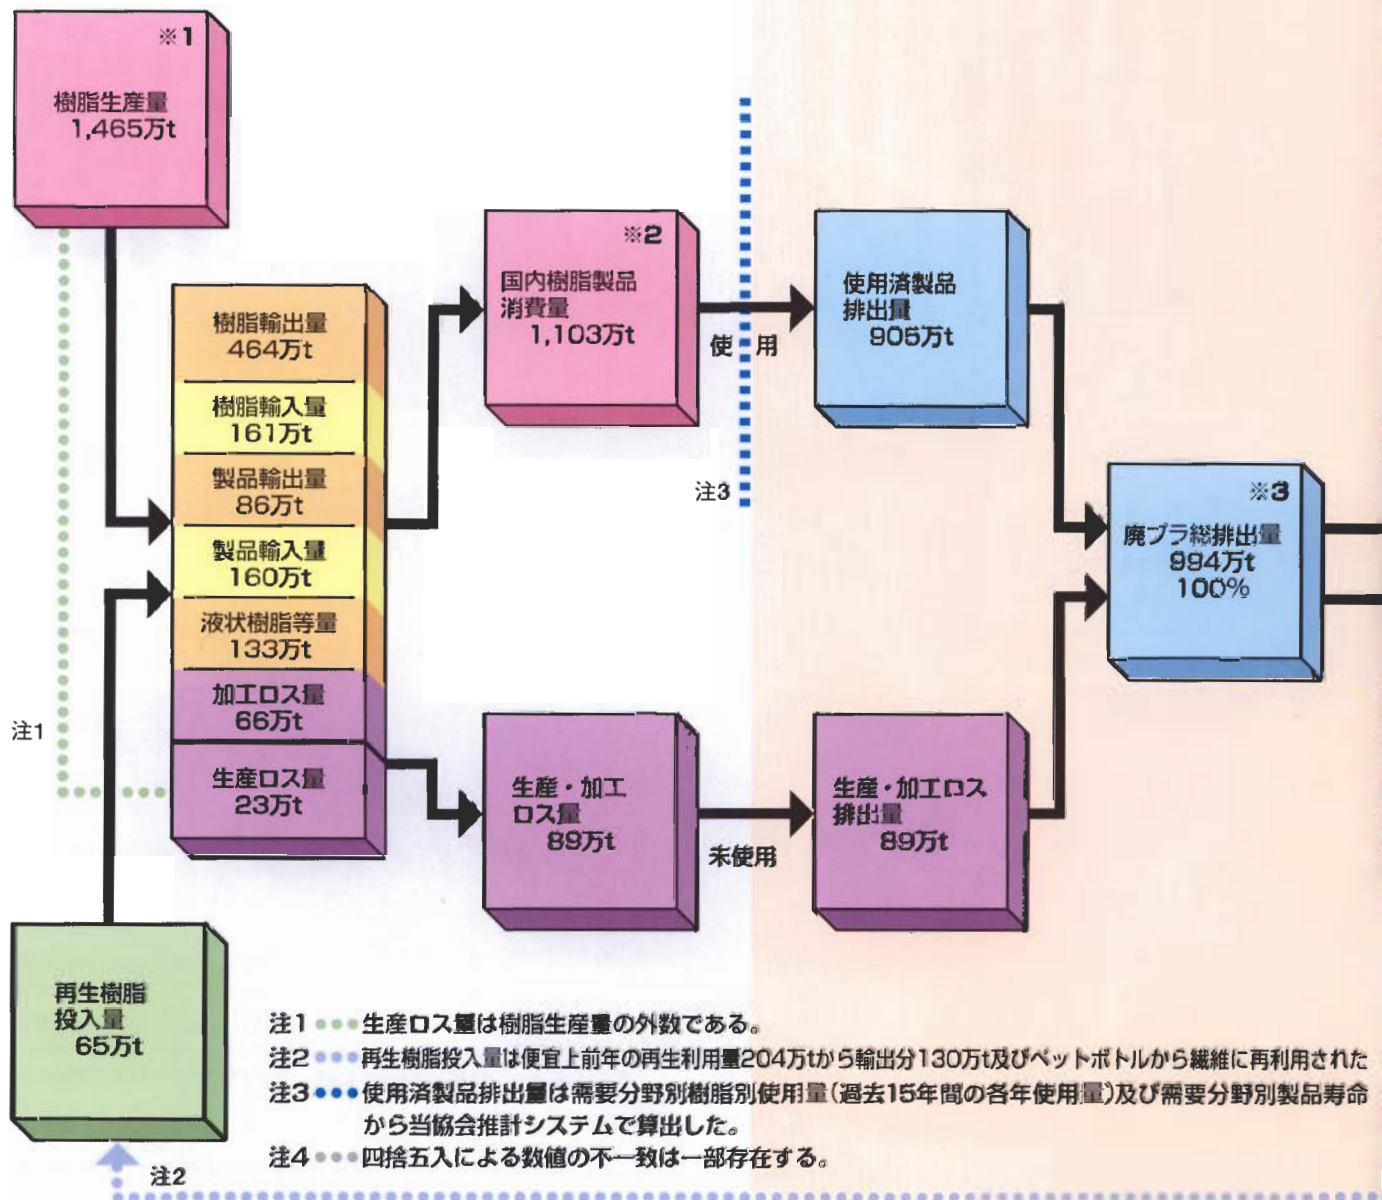 ※1
樹脂生産量
1,465万t
樹脂輸出量
464万t
樹脂輸入量
161万t
製品輸出量
86万t
製品輸入量
160万t
液状樹脂等量
133万t
加工ロス量
66万t
生産ロス量
23万t
注1
再生樹脂
投入量
65万t
注2
※2
国内樹脂製品
消費量
1,103万t
使 用
注3
使用済製品
排出量
905万t
生産・加工
ロス量
89万t
未使用
生産・加工ロス
排出量
89万t
※3
廃プラ総排出量
994万t
100%
注1 ●●● 生産ロス量は樹脂生産量の外数である。
注2 ●●● 再生樹脂投入量は便宜上前年の再生利用量204万tから輸出分130万t及びペットボトルから繊維に再利用された
注3 ●●● 使用済製品排出量は需要分野別樹脂別使用量(過去15年間の各年使用量)及び需要分野別製品寿命
から当協会推計システムで算出した。
注4 ●●● 四捨五入による数値の不一致は一部存在する。